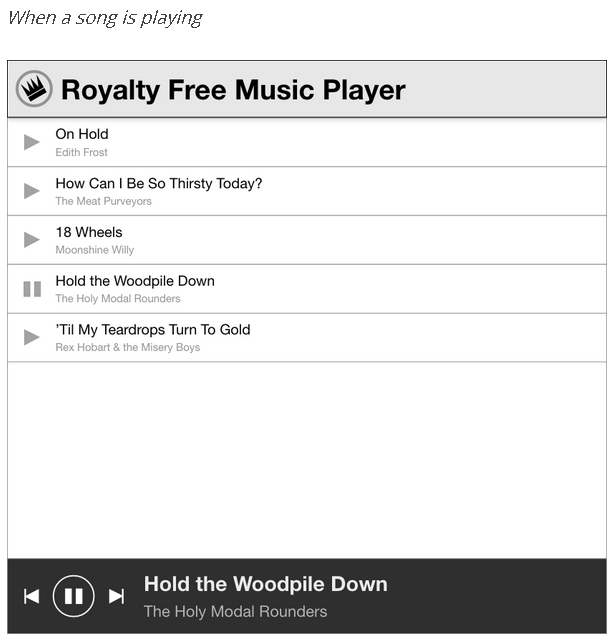 When a song is playing
Royalty Free Music Player
On Hold
Edith Frost
How Can I Be So Thirsty Today?
The Meat Purveyors
18 Wheels
Moonshine Willy
Hold the Woodpile Down
The Holy Modal Rounders
’Til My Teardrops Turn To Gold
Rex Hobart & the Misery Boys
Hold the Woodpile Down
The Holy Modal Rounders